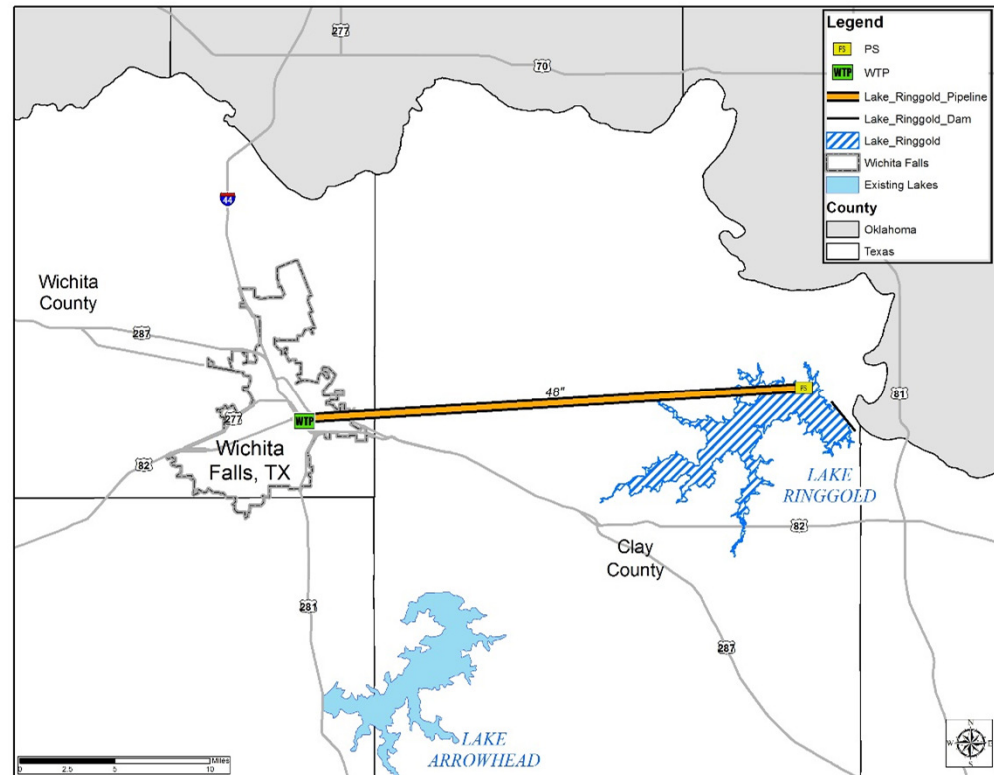 277
70
44
Wichita
County
287
277
82
WTP
Wichita
Falls, TX
48"
PS
81
LAKE
RINGGOLD
82
Clay
County
281
287
LAKE
ARROWHEAD
Legend
PS PS
WTP WTP
Lake_Ringgold_Pipeline
Lake_Ringgold_Dam
Lake_Ringgold
Wichita Falls
Existing Lakes
County
Oklahoma
Texas
Miles
0 2.5 5 10
N
W E
S